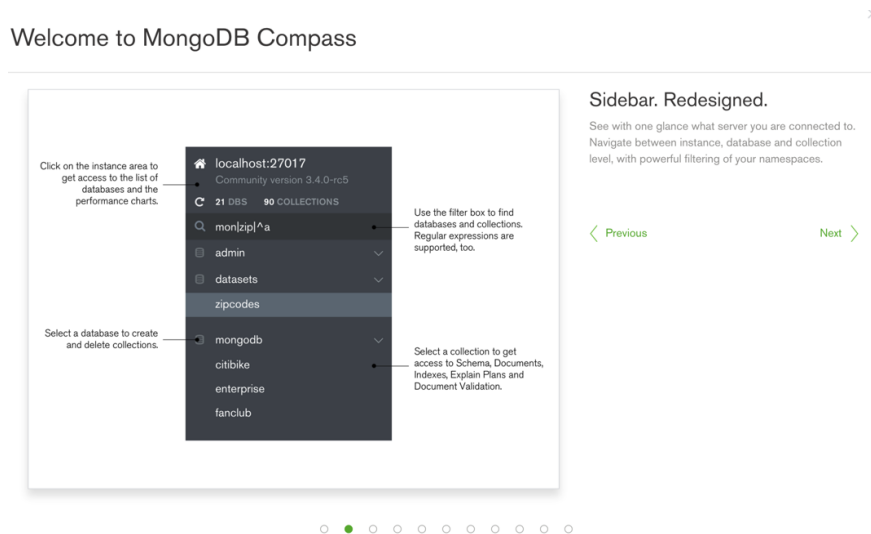 Welcome to MongoDB Compass
Click on the instance area to
get access to the list of
databases and the
performance charts.
Select a database to create
and delete collections.
localhost:27017
Community version 3.4.0-rc5
21 DBS 90 COLLECTIONS
mon|zip|^a
admin
datasets
zipcodes
mongodb
citibike
enterprise
fanclub
Use the filter box to find
databases and collections.
Regular expressions are
supported, too.
Select a collection to get
access to Schema, Documents,
Indexes, Explain Plans and
Document Validation.
Sidebar. Redesigned.
See with one glance what server you are connected to.
Navigate between instance, database and collection
level, with powerful filtering of your namespaces.
Previous
Next